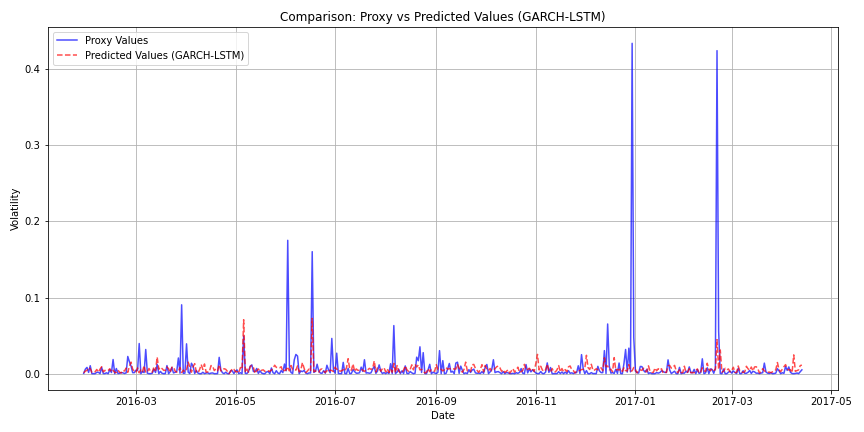 Comparison: Proxy vs Predicted Values (GARCH-LSTM)
Proxy Values
Predicted Values (GARCH-LSTM)
Volatility
0.4
0.3
0.2
0.1
0.0
2016-03 2016-05 2016-07 2016-09 2016-11 2017-01 2017-03 2017-05
Date